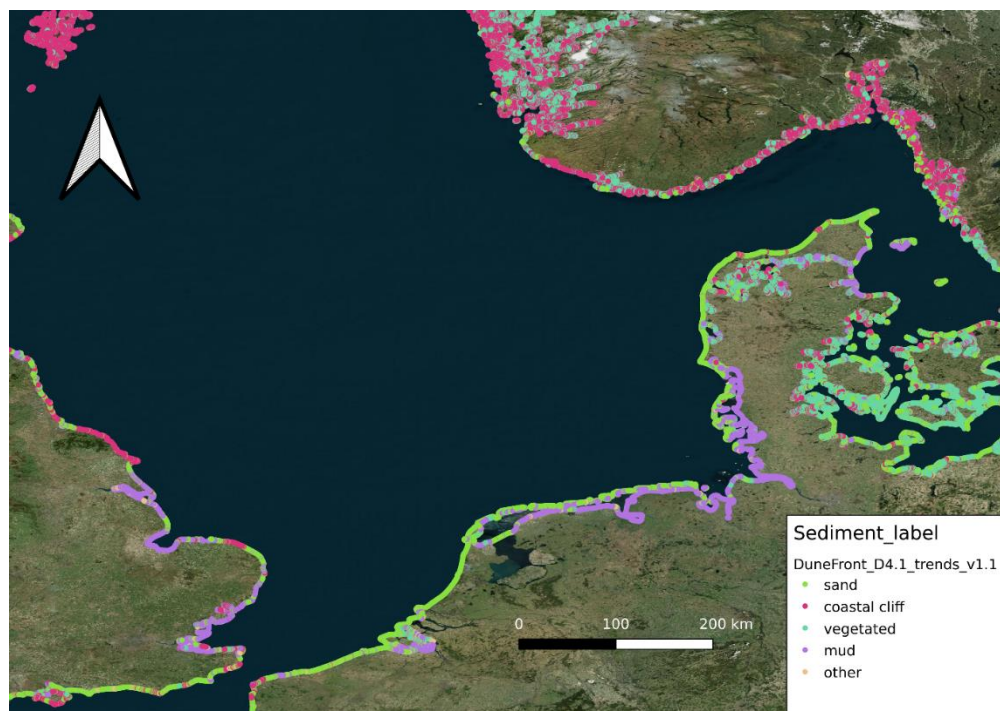 0 100 200 km
Sediment_label
DuneFront_D4.1_trends_v1.1
sand
coastal cliff
vegetated
mud
other